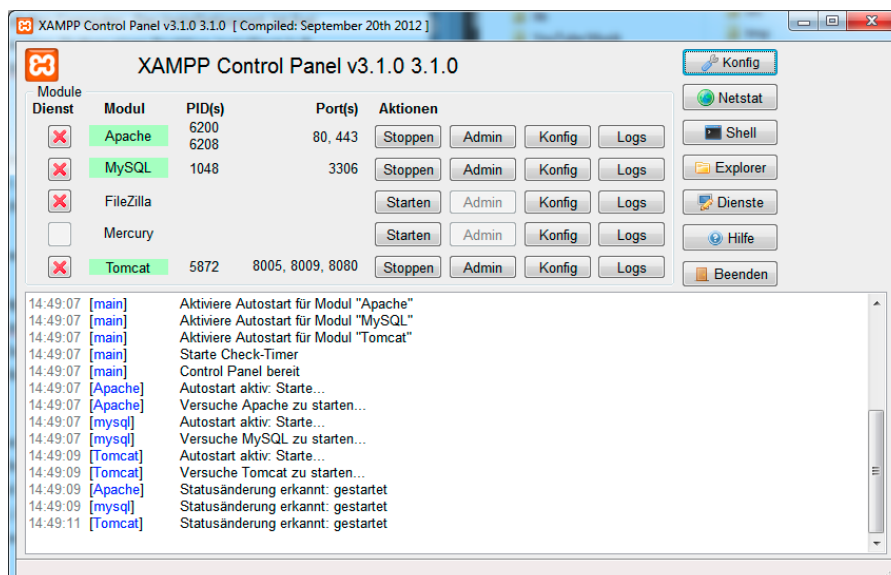 XAMPP Control Panel v3.1.0 3.1.0 [ Compiled: September 20th 2012 ]
XAMPP Control Panel v3.1.0 3.1.0
Konfig
Module
Dienst Modul PID(s) Port(s) Aktionen
Netstat
Apache 6200 6208 80, 443 Stoppen Admin Konfig Logs
Shell
MySQL 1048 3306 Stoppen Admin Konfig Logs
Explorer
FileZilla Starten Admin Konfig Logs
Dienste
Mercury Starten Admin Konfig Logs
Hilfe
Tomcat 5872 8005, 8009, 8080 Stoppen Admin Konfig Logs
Beenden
14:49:07 [main] Aktiviere Autostart für Modul "Apache"
14:49:07 [main] Aktiviere Autostart für Modul "MySQL"
14:49:07 [main] Aktiviere Autostart für Modul "Tomcat"
14:49:07 [main] Starte Check-Timer
14:49:07 [main] Control Panel bereit
14:49:07 [Apache] Autostart aktiv: Starte...
14:49:07 [Apache] Versuche Apache zu starten...
14:49:07 [mysql] Autostart aktiv: Starte...
14:49:07 [mysql] Versuche MySQL zu starten...
14:49:09 [Tomcat] Autostart aktiv: Starte...
14:49:09 [Tomcat] Versuche Tomcat zu starten...
14:49:09 [Apache] Statusänderung erkannt: gestartet
14:49:09 [mysql] Statusänderung erkannt: gestartet
14:49:11 [Tomcat] Statusänderung erkannt: gestartet